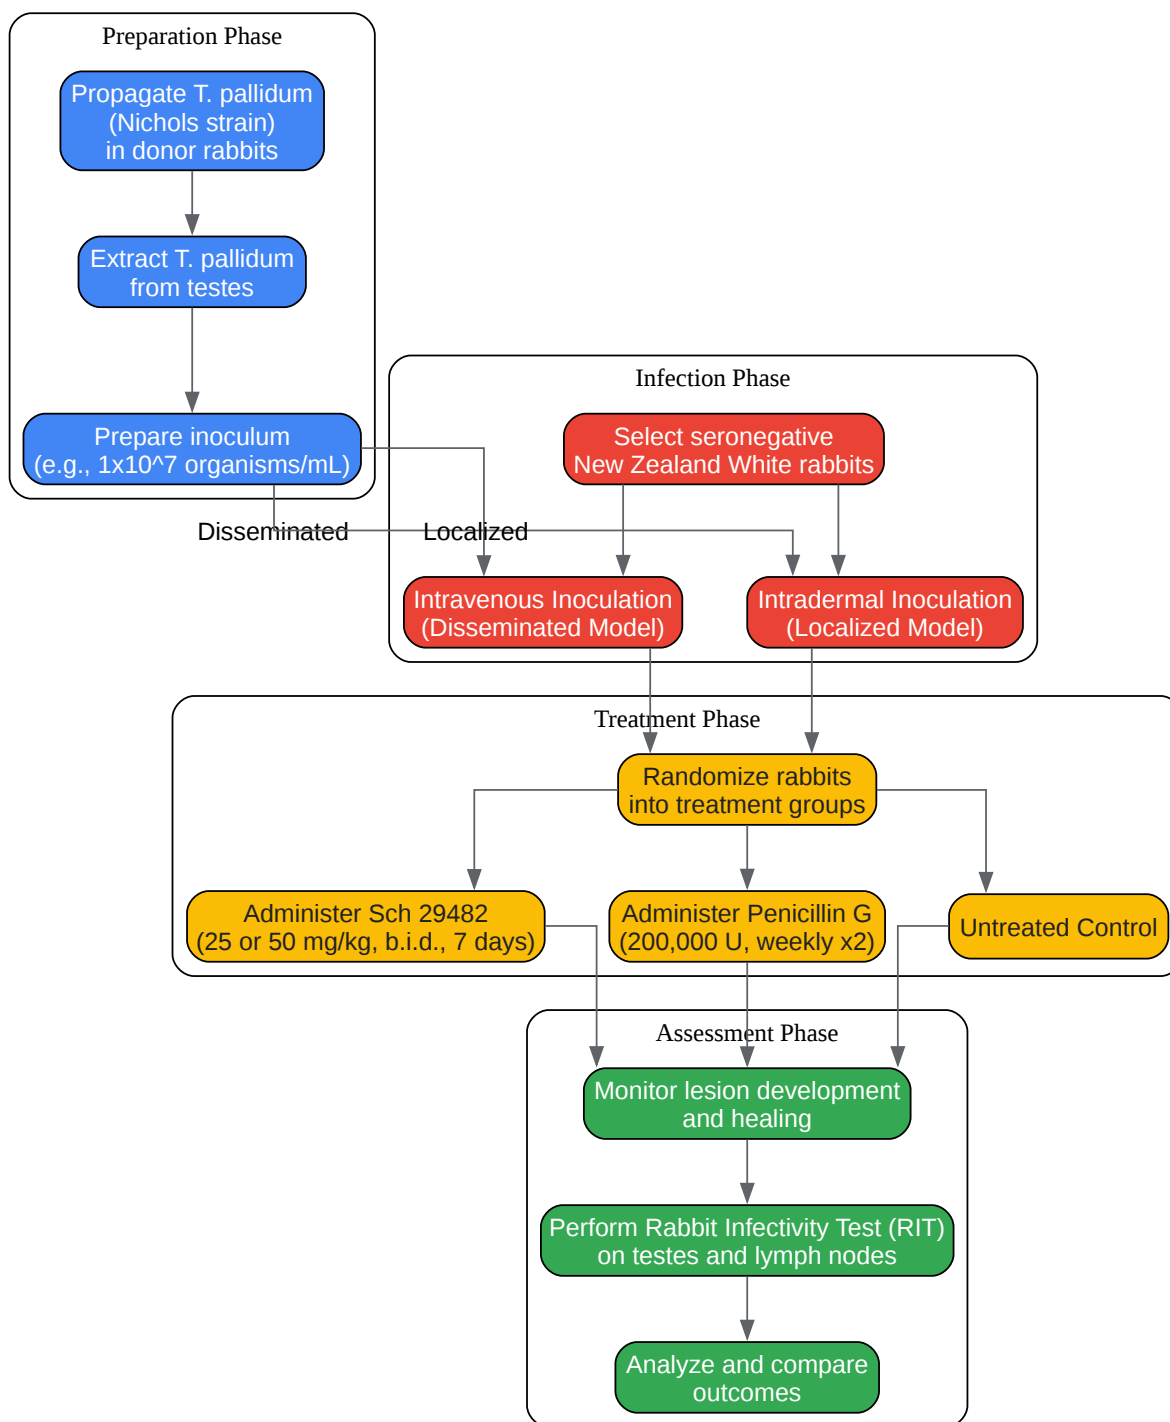 Preparation Phase
Propagate T. pallidum
(Nichols strain)
in donor rabbits
Extract T. pallidum
from testes
Prepare inoculum
(e.g., 1x10^7 organisms/mL)
Infection Phase
Select seronegative
New Zealand White rabbits
Disseminated
Localized
Intravenous Inoculation
(Disseminated Model)
Intradermal Inoculation
(Localized Model)
Treatment Phase
Randomize rabbits
into treatment groups
Administer Sch 29482
(25 or 50 mg/kg, b.i.d., 7 days)
Administer Penicillin G
(200,000 U, weekly x2)
Untreated Control
Assessment Phase
Monitor lesion development
and healing
Perform Rabbit Infectivity Test (RIT)
on testes and lymph nodes
Analyze and compare
outcomes